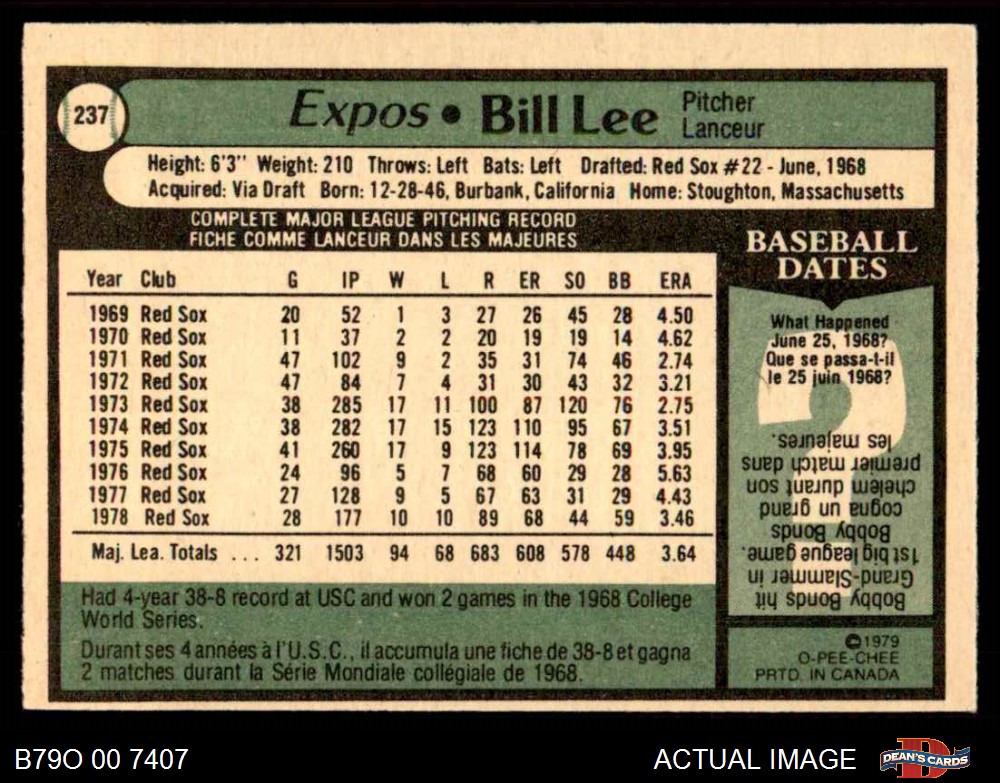 237
Expos • Bill Lee Pitcher
Lanceur
Height: 6'3" Weight: 210 Throws: Left Bats: Left Drafted: Red Sox #22 - June, 1968
Acquired: Via Draft Born: 12-28-46, Burbank, California Home: Stoughton, Massachusetts
COMPLETE MAJOR LEAGUE PITCHING RECORD
FICHE COMME LANCEUR DANS LES MAJEURES
Year Club G IP W L R ER SO BB ERA
1969 Red Sox 20 52 1 3 27 26 45 28 4.50
1970 Red Sox 11 37 2 2 20 19 19 14 4.62
1971 Red Sox 47 102 9 2 35 31 74 46 2.74
1972 Red Sox 47 84 7 4 31 30 43 32 3.21
1973 Red Sox 38 285 17 11 100 87 120 76 2.75
1974 Red Sox 38 282 17 15 123 110 95 67 3.51
1975 Red Sox 41 260 17 9 123 114 78 69 3.95
1976 Red Sox 24 96 5 7 68 60 29 28 5.63
1977 Red Sox 27 128 9 5 67 63 31 29 4.43
1978 Red Sox 28 177 10 10 89 68 44 59 3.46
Maj. Lea. Totals ... 321 1503 94 68 683 608 578 448 3.64
Had 4-year 38-8 record at USC and won 2 games in the 1968 College
World Series.
Durant ses 4 années à l'U.S.C., il accumula une fiche de 38-8 et gagna
2 matches durant la Série Mondiale collégiale de 1968.
BASEBALL
DATES
What Happened
June 25, 1968?
Que se passa-t-il
le 25 juin 1968?
Bobby Bonds hit
Grand-Slammer in
1st big league game.
Bobby Bonds
cogna un grand
chelem durant son
premier match dans
les majeures.
©1979
O-PEE-CHEE
PRTD. IN CANADA
B79O 00 7407
ACTUAL IMAGE
DEAN'S CARDS